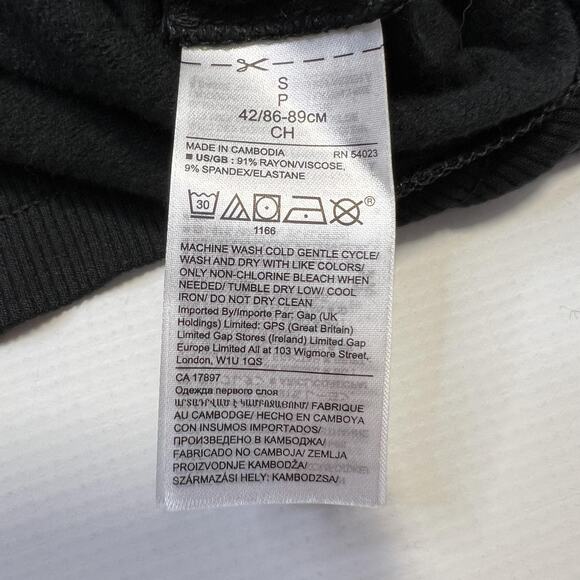 S
P
42/86-89CM
CH
MADE IN CAMBODIA RN 54023
■ US/GB : 91% RAYON/VISCOSE,
9% SPANDEX/ELASTANE
30 ®
1166
MACHINE WASH COLD GENTLE CYCLE/
WASH AND DRY WITH LIKE COLORS/
ONLY NON-CHLORINE BLEACH WHEN
NEEDED/ TUMBLE DRY LOW/ COOL
IRON/ DO NOT DRY CLEAN
Imported By/Importe Par: Gap (UK
Holdings) Limited: GPS (Great Britain)
Limited Gap Stores (Ireland) Limited Gap
Europe Limited All at 103 Wigmore Street,
London, W1U 1QS
CA 17897
Одежда первого слоя
ԱՐՏԱԴՐՎԱԾ Է ԿԱՄԲՈՋԱՅՈՒՄ/ FABRIQUE
AU CAMBODGE/ HECHO EN CAMBOYA
CON INSUMOS IMPORTADOS/
ПРОИЗВЕДЕНО В КАМБОДЖА/
FABRICADO NO CAMBOJA/ ZEMLJA
PROIZVODNJE KAMBODŽA/
SZÁRMAZÁSI HELY: KAMBODZSA/